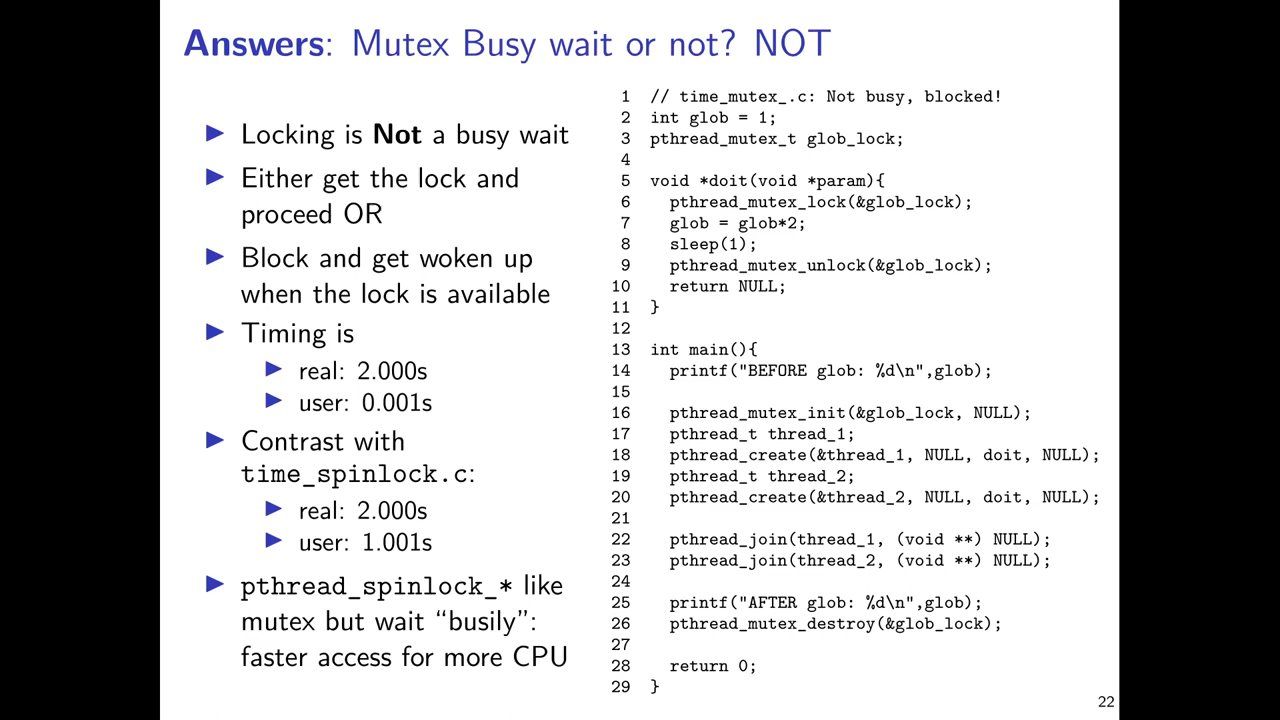 Answers: Mutex Busy wait or not? NOT
▶ Locking is Not a busy wait
▶ Either get the lock and
proceed OR
▶ Block and get woken up
when the lock is available
▶ Timing is
▶ real: 2.000s
▶ user: 0.001s
▶ Contrast with
time_spinlock.c:
▶ real: 2.000s
▶ user: 1.001s
▶ pthread_spinlock_* like
mutex but wait “busily”:
faster access for more CPU
1 // time_mutex_.c: Not busy, blocked!
2 int glob = 1;
3 pthread_mutex_t glob_lock;
4
5 void *doit(void *param){
6   pthread_mutex_lock(&glob_lock);
7   glob = glob*2;
8   sleep(1);
9   pthread_mutex_unlock(&glob_lock);
10   return NULL;
11 }
12
13 int main(){
14   printf("BEFORE glob: %d\n",glob);
15
16   pthread_mutex_init(&glob_lock, NULL);
17   pthread_t thread_1;
18   pthread_create(&thread_1, NULL, doit, NULL);
19   pthread_t thread_2;
20   pthread_create(&thread_2, NULL, doit, NULL);
21
22   pthread_join(thread_1, (void **) NULL);
23   pthread_join(thread_2, (void **) NULL);
24
25   printf("AFTER glob: %d\n",glob);
26   pthread_mutex_destroy(&glob_lock);
27
28   return 0;
29 }
22